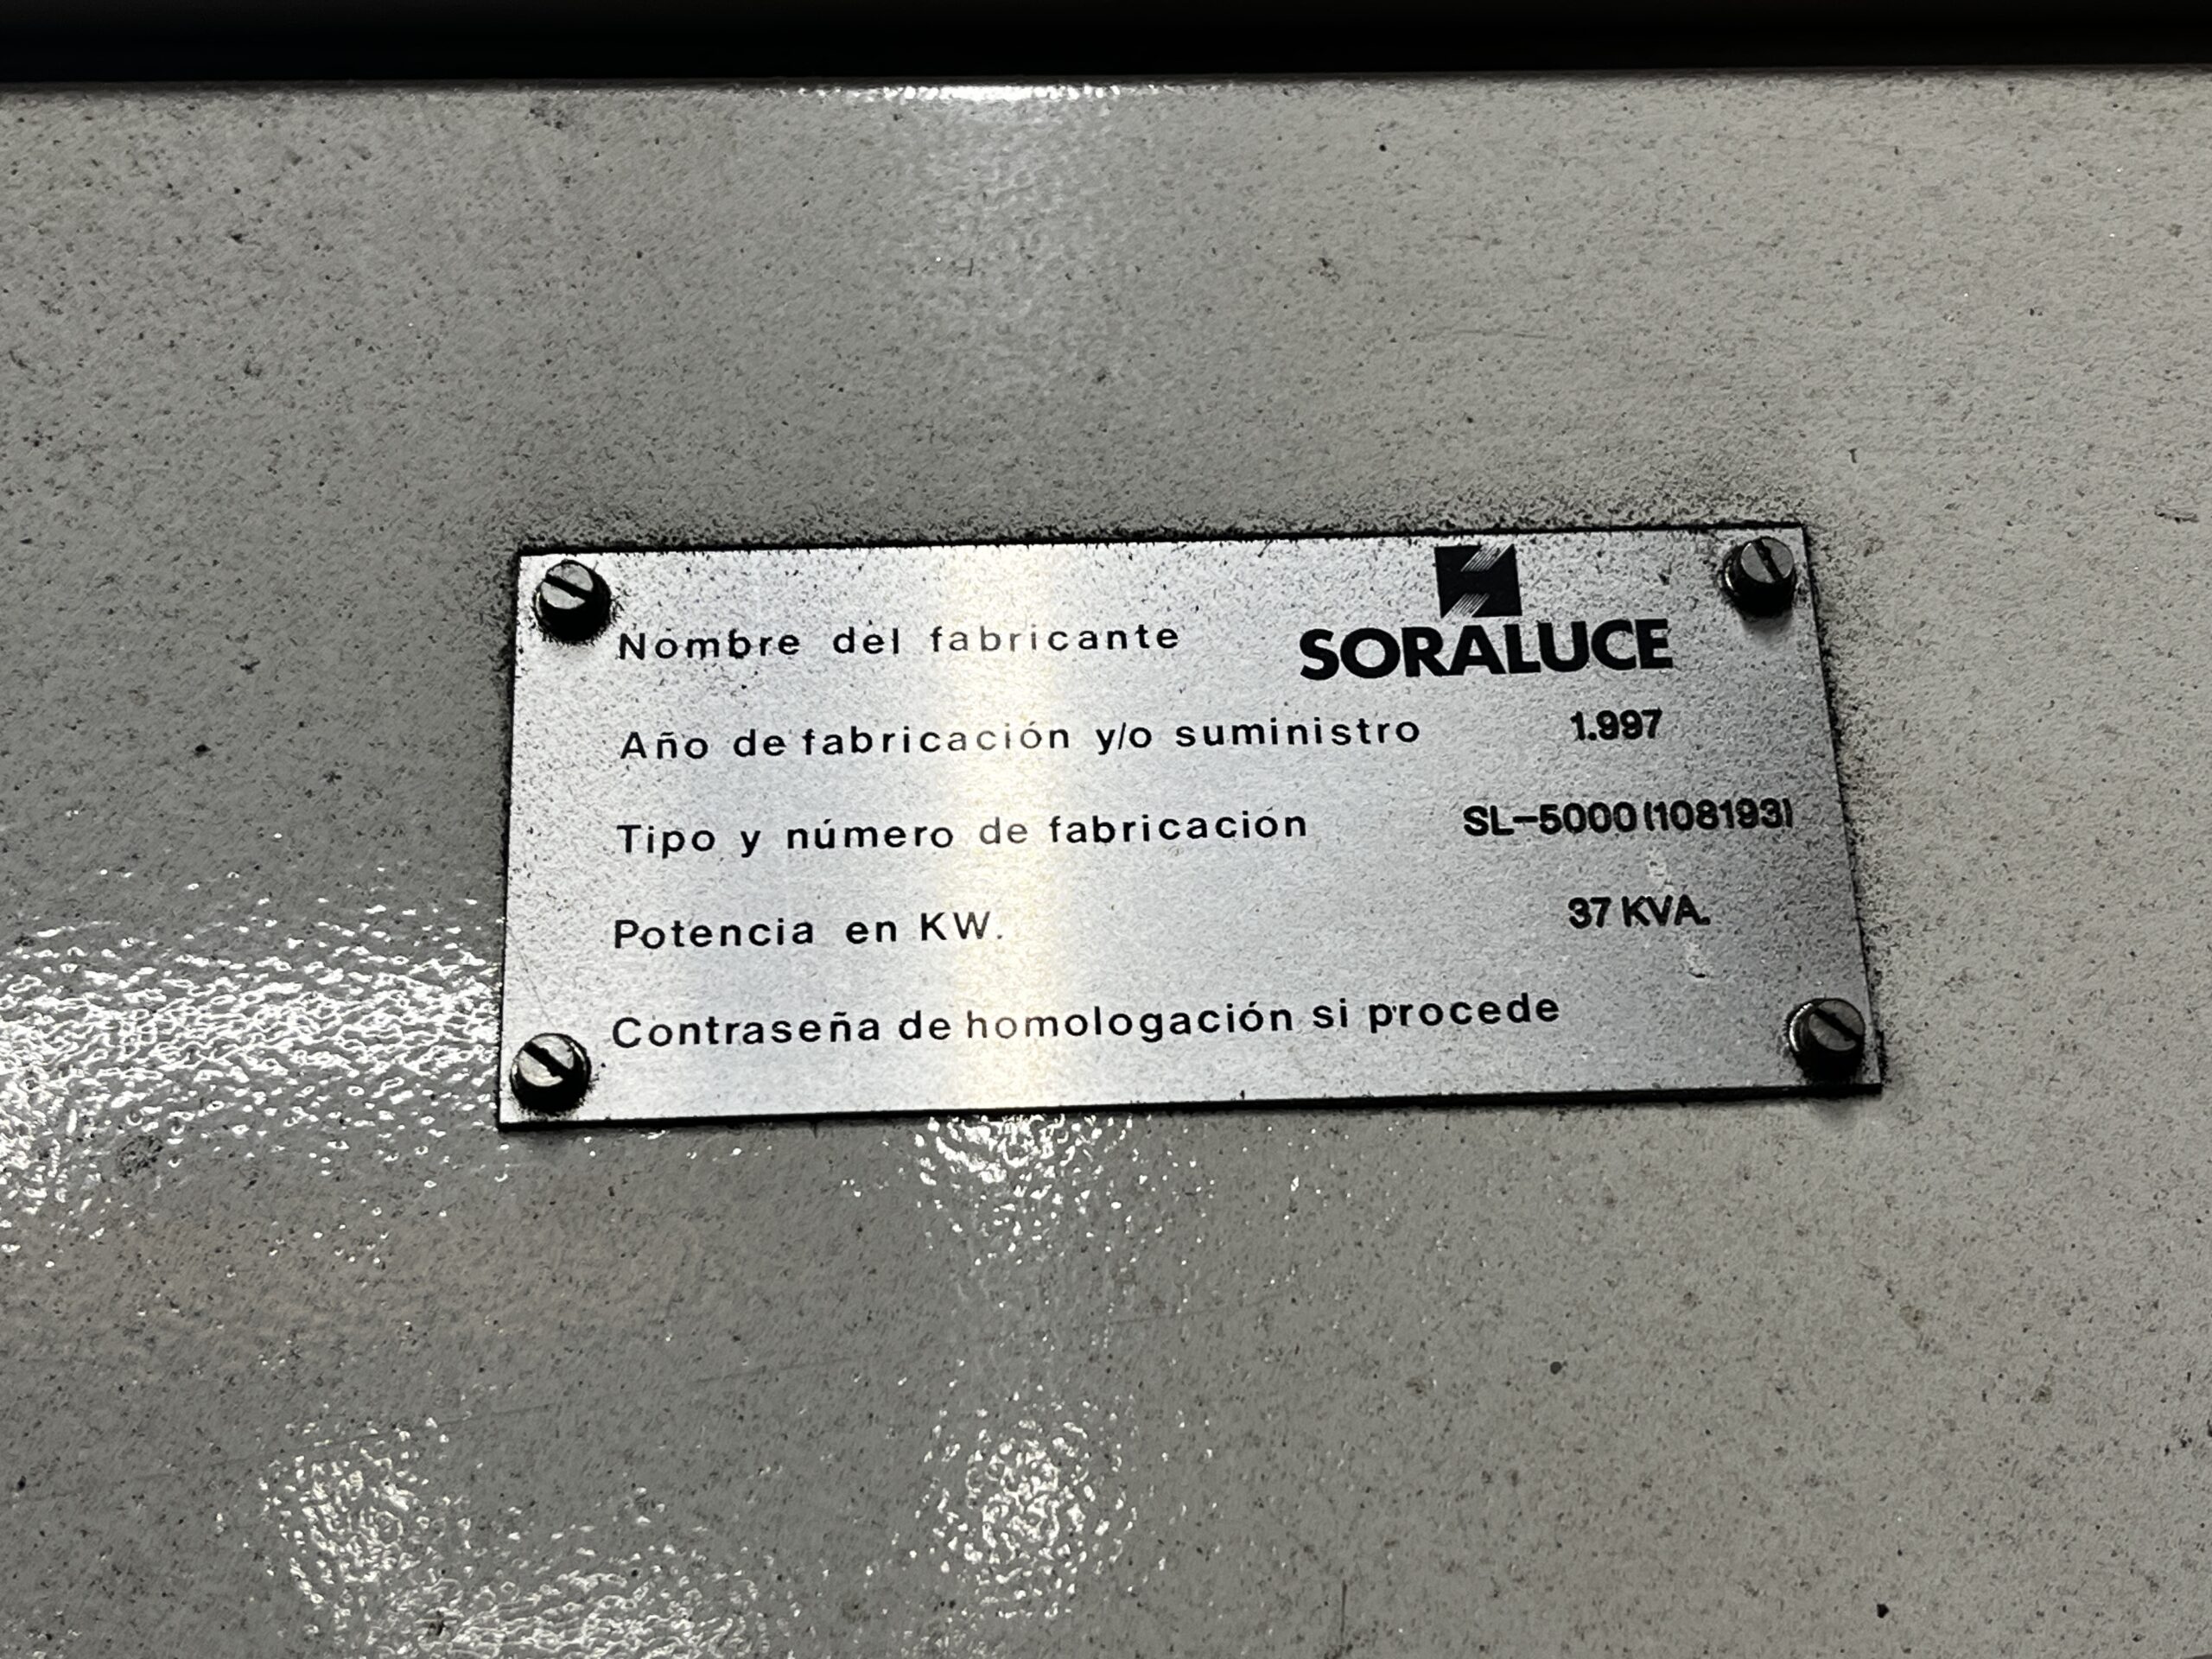 Nombre del fabricante SORALUCE
Año de fabricación y/o suministro 1.997
Tipo y número de fabricación SL-5000 (108193)
Potencia en KW. 37 KVA.
Contraseña de homologación si procede